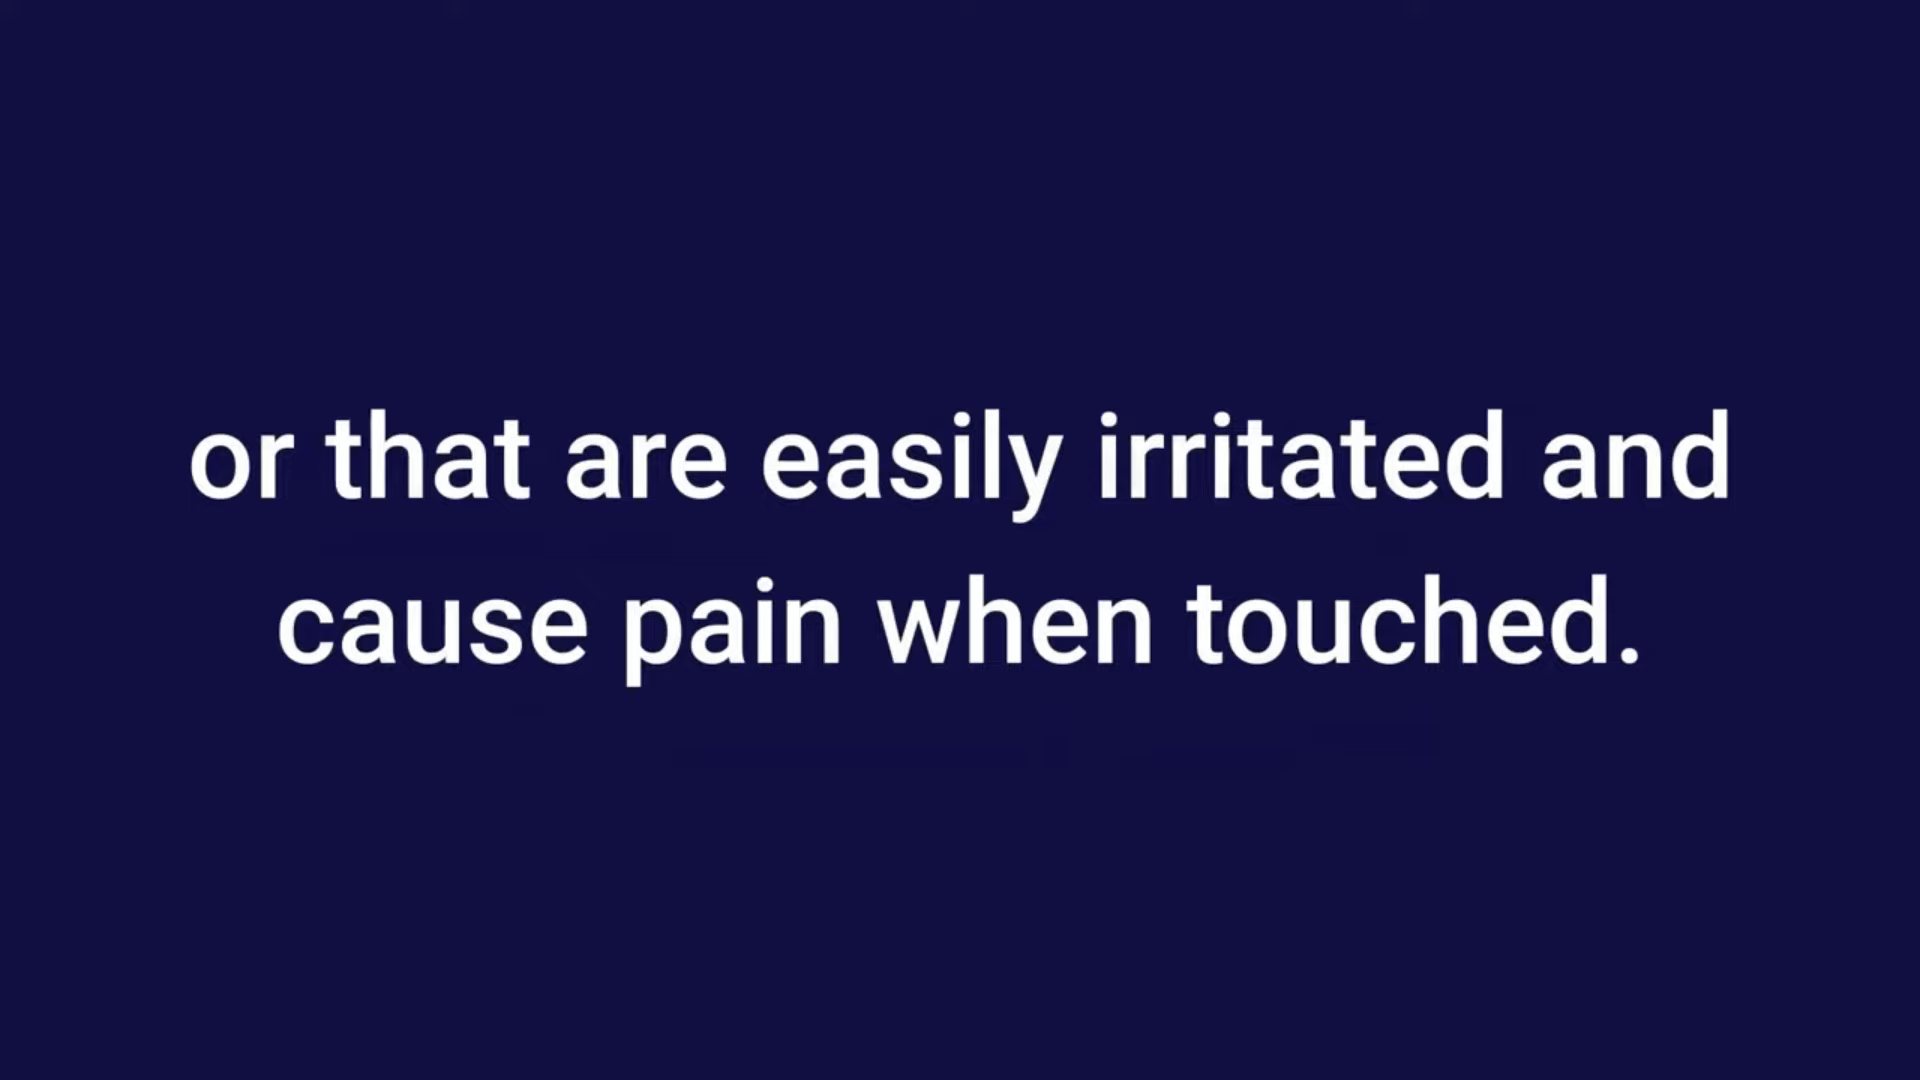 or that are easily irritated and
cause pain when touched.